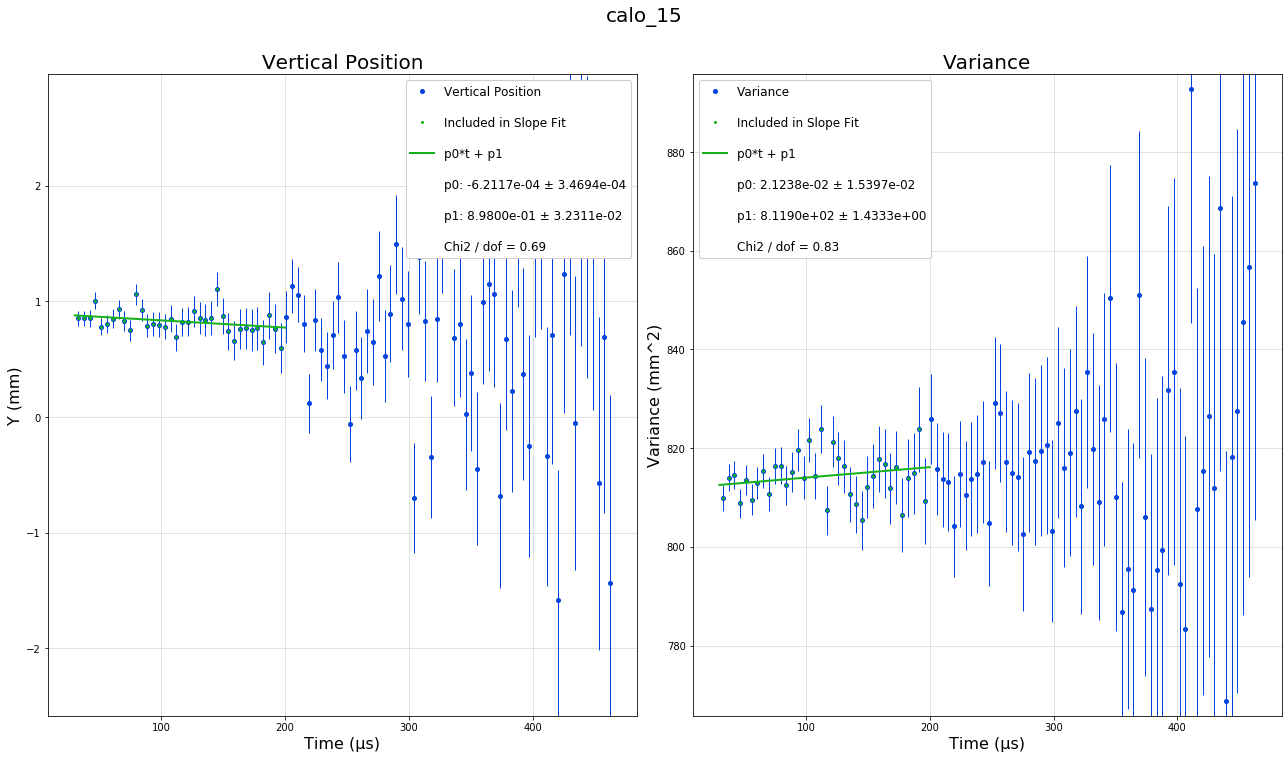 calo_15
Vertical Position
Vertical Position
Included in Slope Fit
p0*t + p1
p0: -6.2117e-04 ± 3.4694e-04
p1: 8.9800e-01 ± 3.2311e-02
Chi2 / dof = 0.69
Y (mm)
2
1
0
−1
−2
100
200
300
400
Time (μs)
Variance
Variance
Included in Slope Fit
p0*t + p1
p0: 2.1238e-02 ± 1.5397e-02
p1: 8.1190e+02 ± 1.4333e+00
Chi2 / dof = 0.83
Variance (mm^2)
880
860
840
820
800
780
100
200
300
400
Time (μs)